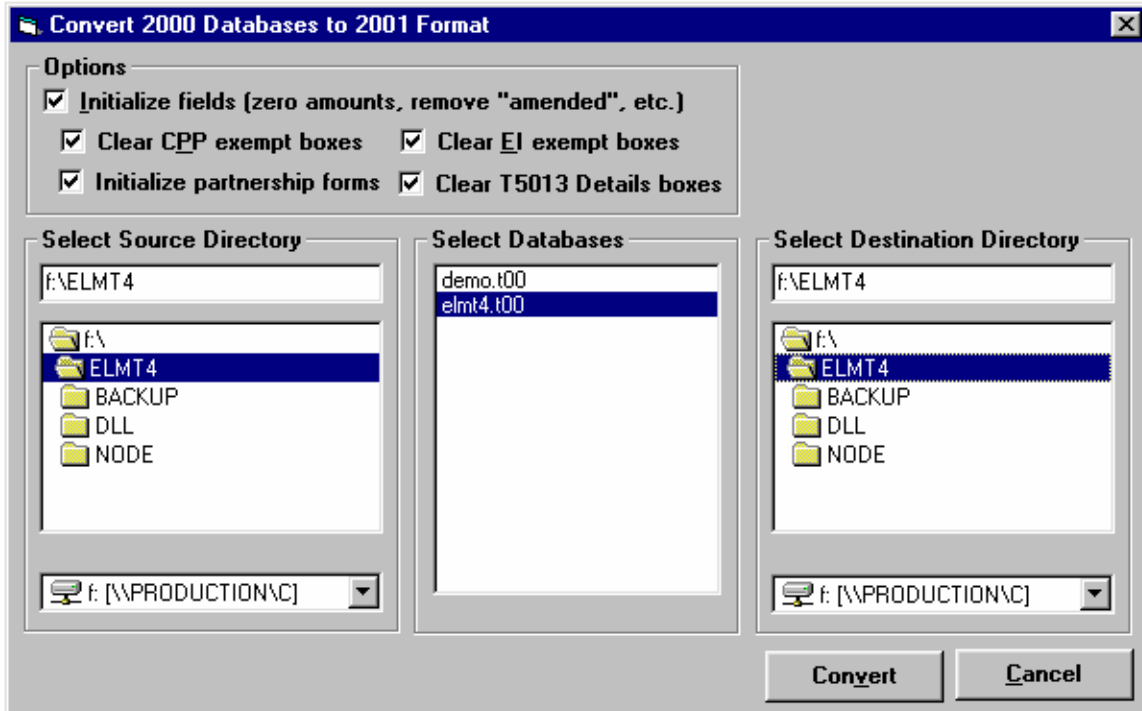 Convert 2000 Databases to 2001 Format
Options
Initialize fields (zero amounts, remove "amended", etc.)
Clear CPP exempt boxes
Clear EI exempt boxes
Initialize partnership forms
Clear T5013 Details boxes
Select Source Directory
f:\ELMT4
f:\
ELMT4
BACKUP
DLL
NODE
f: [\\PRODUCTION\C]
Select Databases
demo.t00
elmt4.t00
Select Destination Directory
f:\ELMT4
f:\
ELMT4
BACKUP
DLL
NODE
f: [\\PRODUCTION\C]
Convert
Cancel